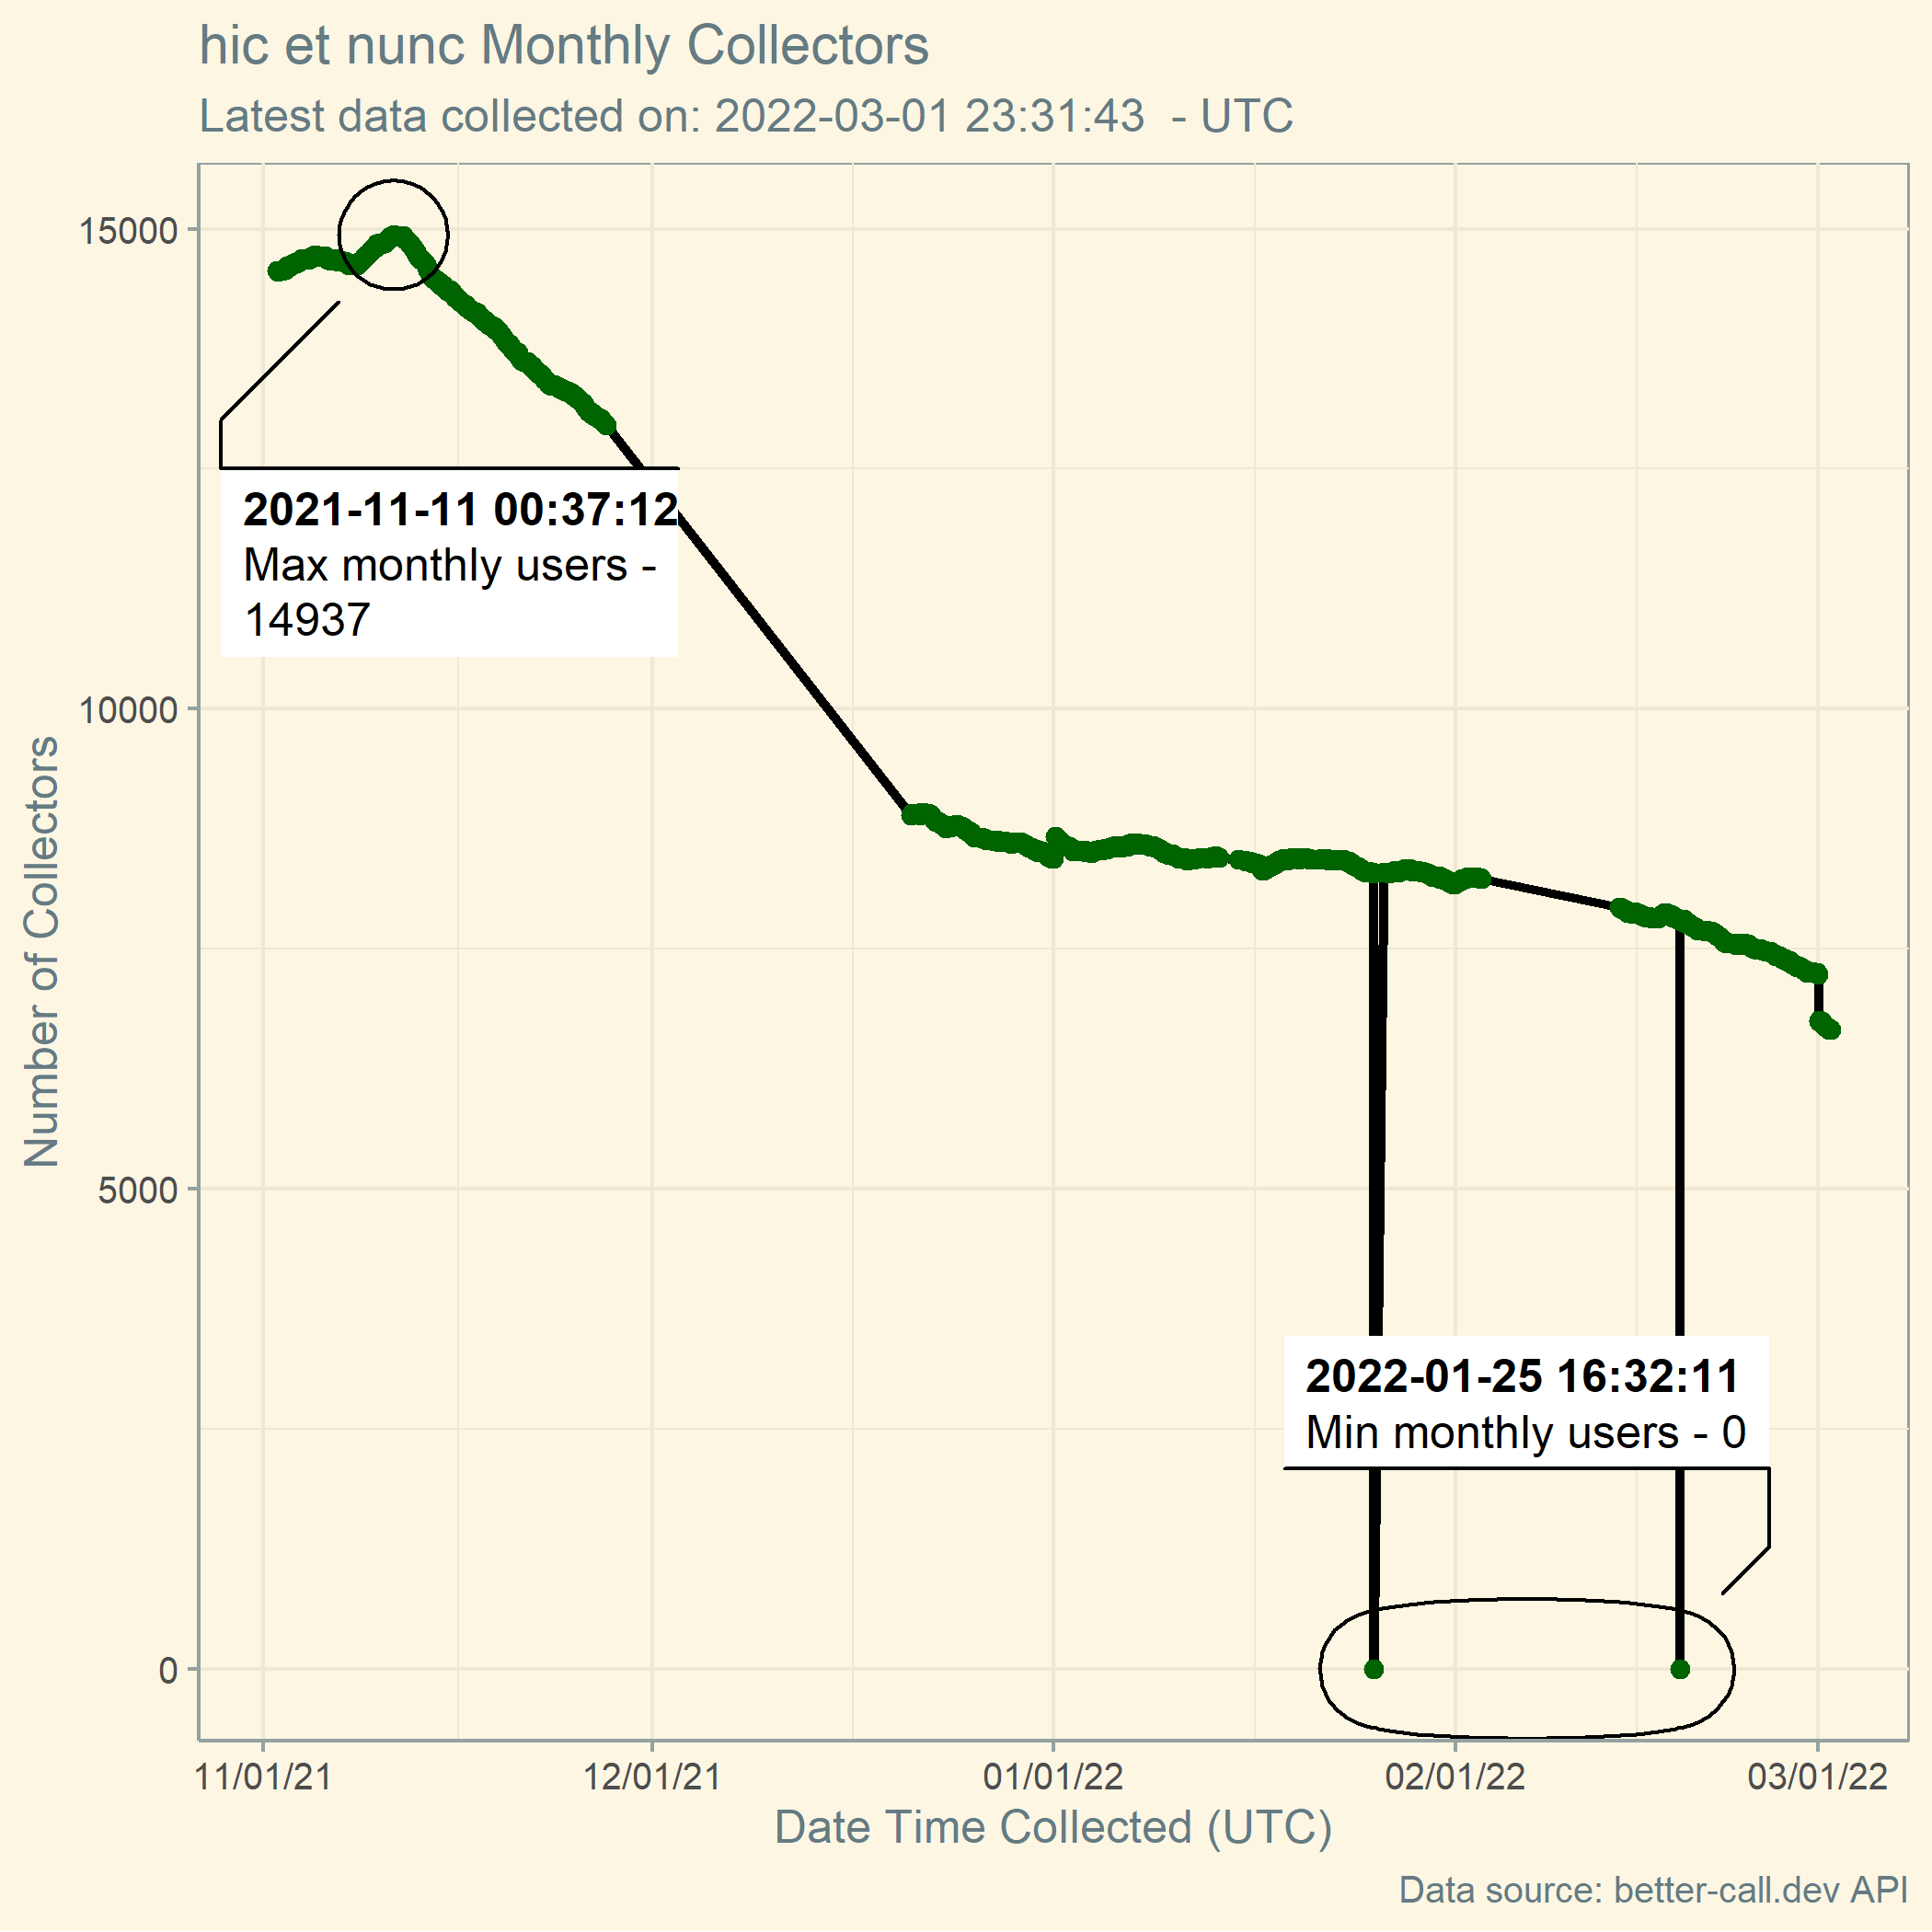 hic et nunc Monthly Collectors
Latest data collected on: 2022-03-01 23:31:43  - UTC
Number of Collectors
15000
10000
5000
0
2021-11-11 00:37:12
Max monthly users -
14937
2022-01-25 16:32:11
Min monthly users - 0
11/01/21 12/01/21 01/01/22 02/01/22 03/01/22
Date Time Collected (UTC)
Data source: better-call.dev API